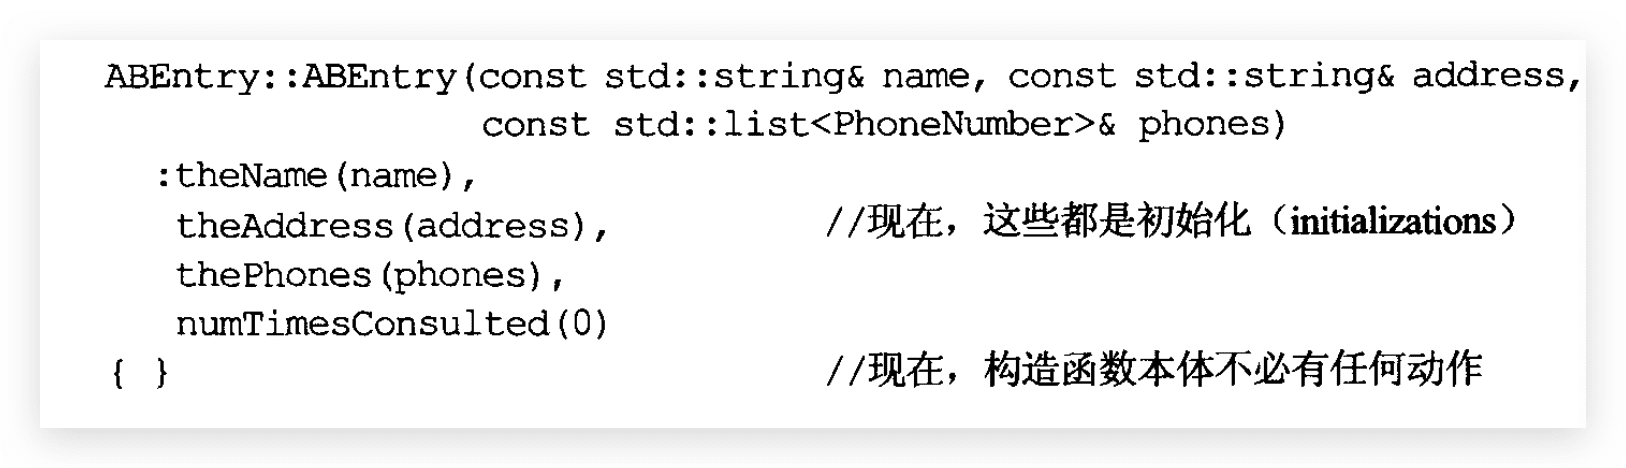 ABEntry::ABEntry(const std::string& name, const std::string& address,
const std::list<PhoneNumber>& phones)
:theName(name),
theAddress(address), //现在，这些都是初始化（initializations）
thePhones(phones),
numTimesConsulted(0)
{ } //现在，构造函数本体不必有任何动作